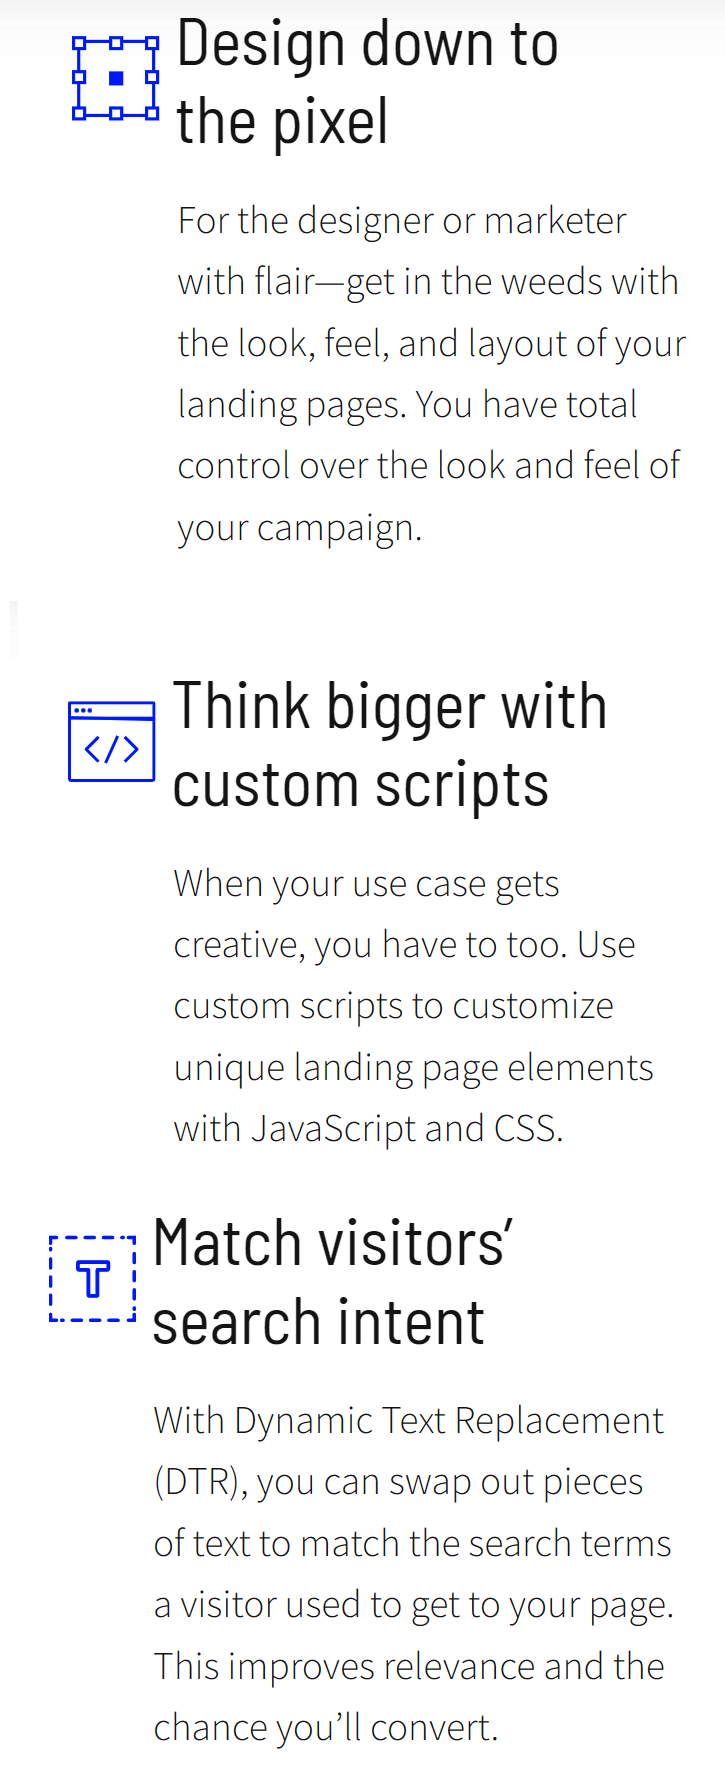 Design down to
the pixel
For the designer or marketer
with flair—get in the weeds with
the look, feel, and layout of your
landing pages. You have total
control over the look and feel of
your campaign.
Think bigger with
custom scripts
</>
When your use case gets
creative, you have to too. Use
custom scripts to customize
unique landing page elements
with JavaScript and CSS.
Match visitors’
search intent
T
With Dynamic Text Replacement
(DTR), you can swap out pieces
of text to match the search terms
a visitor used to get to your page.
This improves relevance and the
chance you’ll convert.